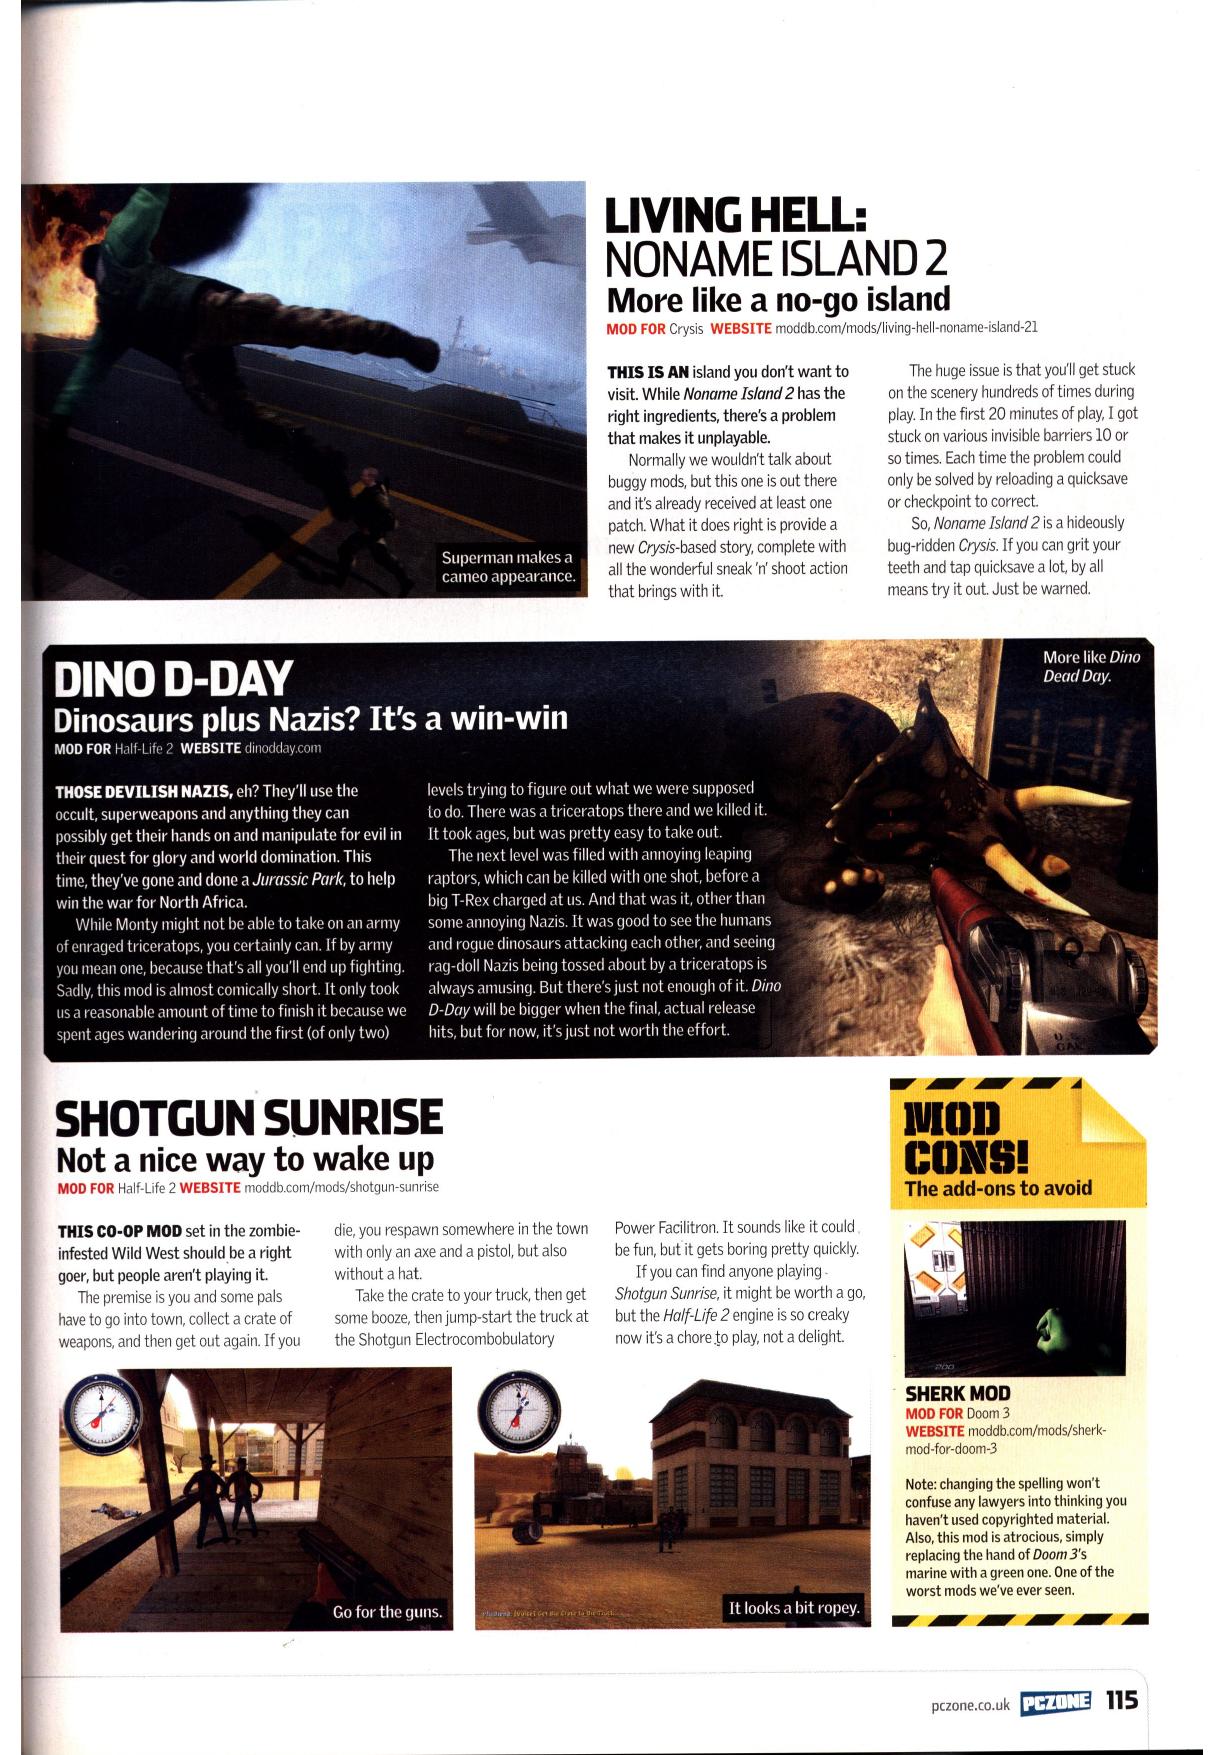 Superman makes a
cameo appearance.
LIVING HELL:
NONAME ISLAND 2
More like a no-go island
MOD FOR Crysis WEBSITE moddb.com/mods/living-hell-noname-island-21
THIS IS AN island you don't want to
visit. While Noname Island 2 has the
right ingredients, there's a problem
that makes it unplayable.
Normally we wouldn't talk about
buggy mods, but this one is out there
and it's already received at least one
patch. What it does right is provide a
new Crysis-based story, complete with
all the wonderful sneak 'n' shoot action
that brings with it.
The huge issue is that you'll get stuck
on the scenery hundreds of times during
play. In the first 20 minutes of play, I got
stuck on various invisible barriers 10 or
so times. Each time the problem could
only be solved by reloading a quicksave
or checkpoint to correct.
So, Noname Island 2 is a hideously
bug-ridden Crysis. If you can grit your
teeth and tap quicksave a lot, by all
means try it out. Just be warned.
DINO D-DAY
Dinosaurs plus Nazis? It's a win-win
MOD FOR Half-Life 2 WEBSITE dinodday.com
THOSE DEVILISH NAZIS, eh? They'll use the
occult, superweapons and anything they can
possibly get their hands on and manipulate for evil in
their quest for glory and world domination. This
time, they've gone and done a Jurassic Park, to help
win the war for North Africa.
While Monty might not be able to take on an army
of enraged triceratops, you certainly can. If by army
you mean one, because that's all you'll end up fighting.
Sadly, this mod is almost comically short. It only took
us a reasonable amount of time to finish it because we
spent ages wandering around the first (of only two)
levels trying to figure out what we were supposed
to do. There was a triceratops there and we killed it.
It took ages, but was pretty easy to take out.
The next level was filled with annoying leaping
raptors, which can be killed with one shot, before a
big T-Rex charged at us. And that was it, other than
some annoying Nazis. It was good to see the humans
and rogue dinosaurs attacking each other, and seeing
rag-doll Nazis being tossed about by a triceratops is
always amusing. But there's just not enough of it. Dino
D-Day will be bigger when the final, actual release
hits, but for now, it's just not worth the effort.
More like Dino
Dead Day.
SHOTGUN SUNRISE
Not a nice way to wake up
MOD FOR Half-Life 2 WEBSITE moddb.com/mods/shotgun-sunrise
THIS CO-OP MOD set in the zombie-
infested Wild West should be a right
goer, but people aren't playing it.
The premise is you and some pals
have to go into town, collect a crate of
weapons, and then get out again. If you
die, you respawn somewhere in the town
with only an axe and a pistol, but also
without a hat.
Take the crate to your truck, then get
some booze, then jump-start the truck at
the Shotgun Electrocombobulatory
Power Facilitron. It sounds like it could
be fun, but it gets boring pretty quickly.
If you can find anyone playing
Shotgun Sunrise, it might be worth a go,
but the Half-Life 2 engine is so creaky
now it's a chore to play, not a delight.
Go for the guns.
It looks a bit ropey.
MOD
CONS!
The add-ons to avoid
SHERK MOD
MOD FOR Doom 3
WEBSITE moddb.com/mods/sherk-
mod-for-doom-3
Note: changing the spelling won't
confuse any lawyers into thinking you
haven't used copyrighted material.
Also, this mod is atrocious, simply
replacing the hand of Doom 3's
marine with a green one. One of the
worst mods we've ever seen.
pczone.co.uk PCZONE 115